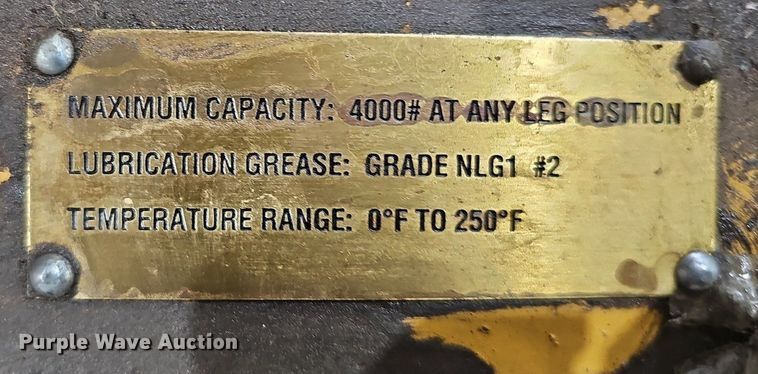 MAXIMUM CAPACITY: 4000# AT ANY LEG POSITION
LUBRICATION GREASE: GRADE NLG1 #2
TEMPERATURE RANGE: 0°F TO 250°F
Purple Wave Auction